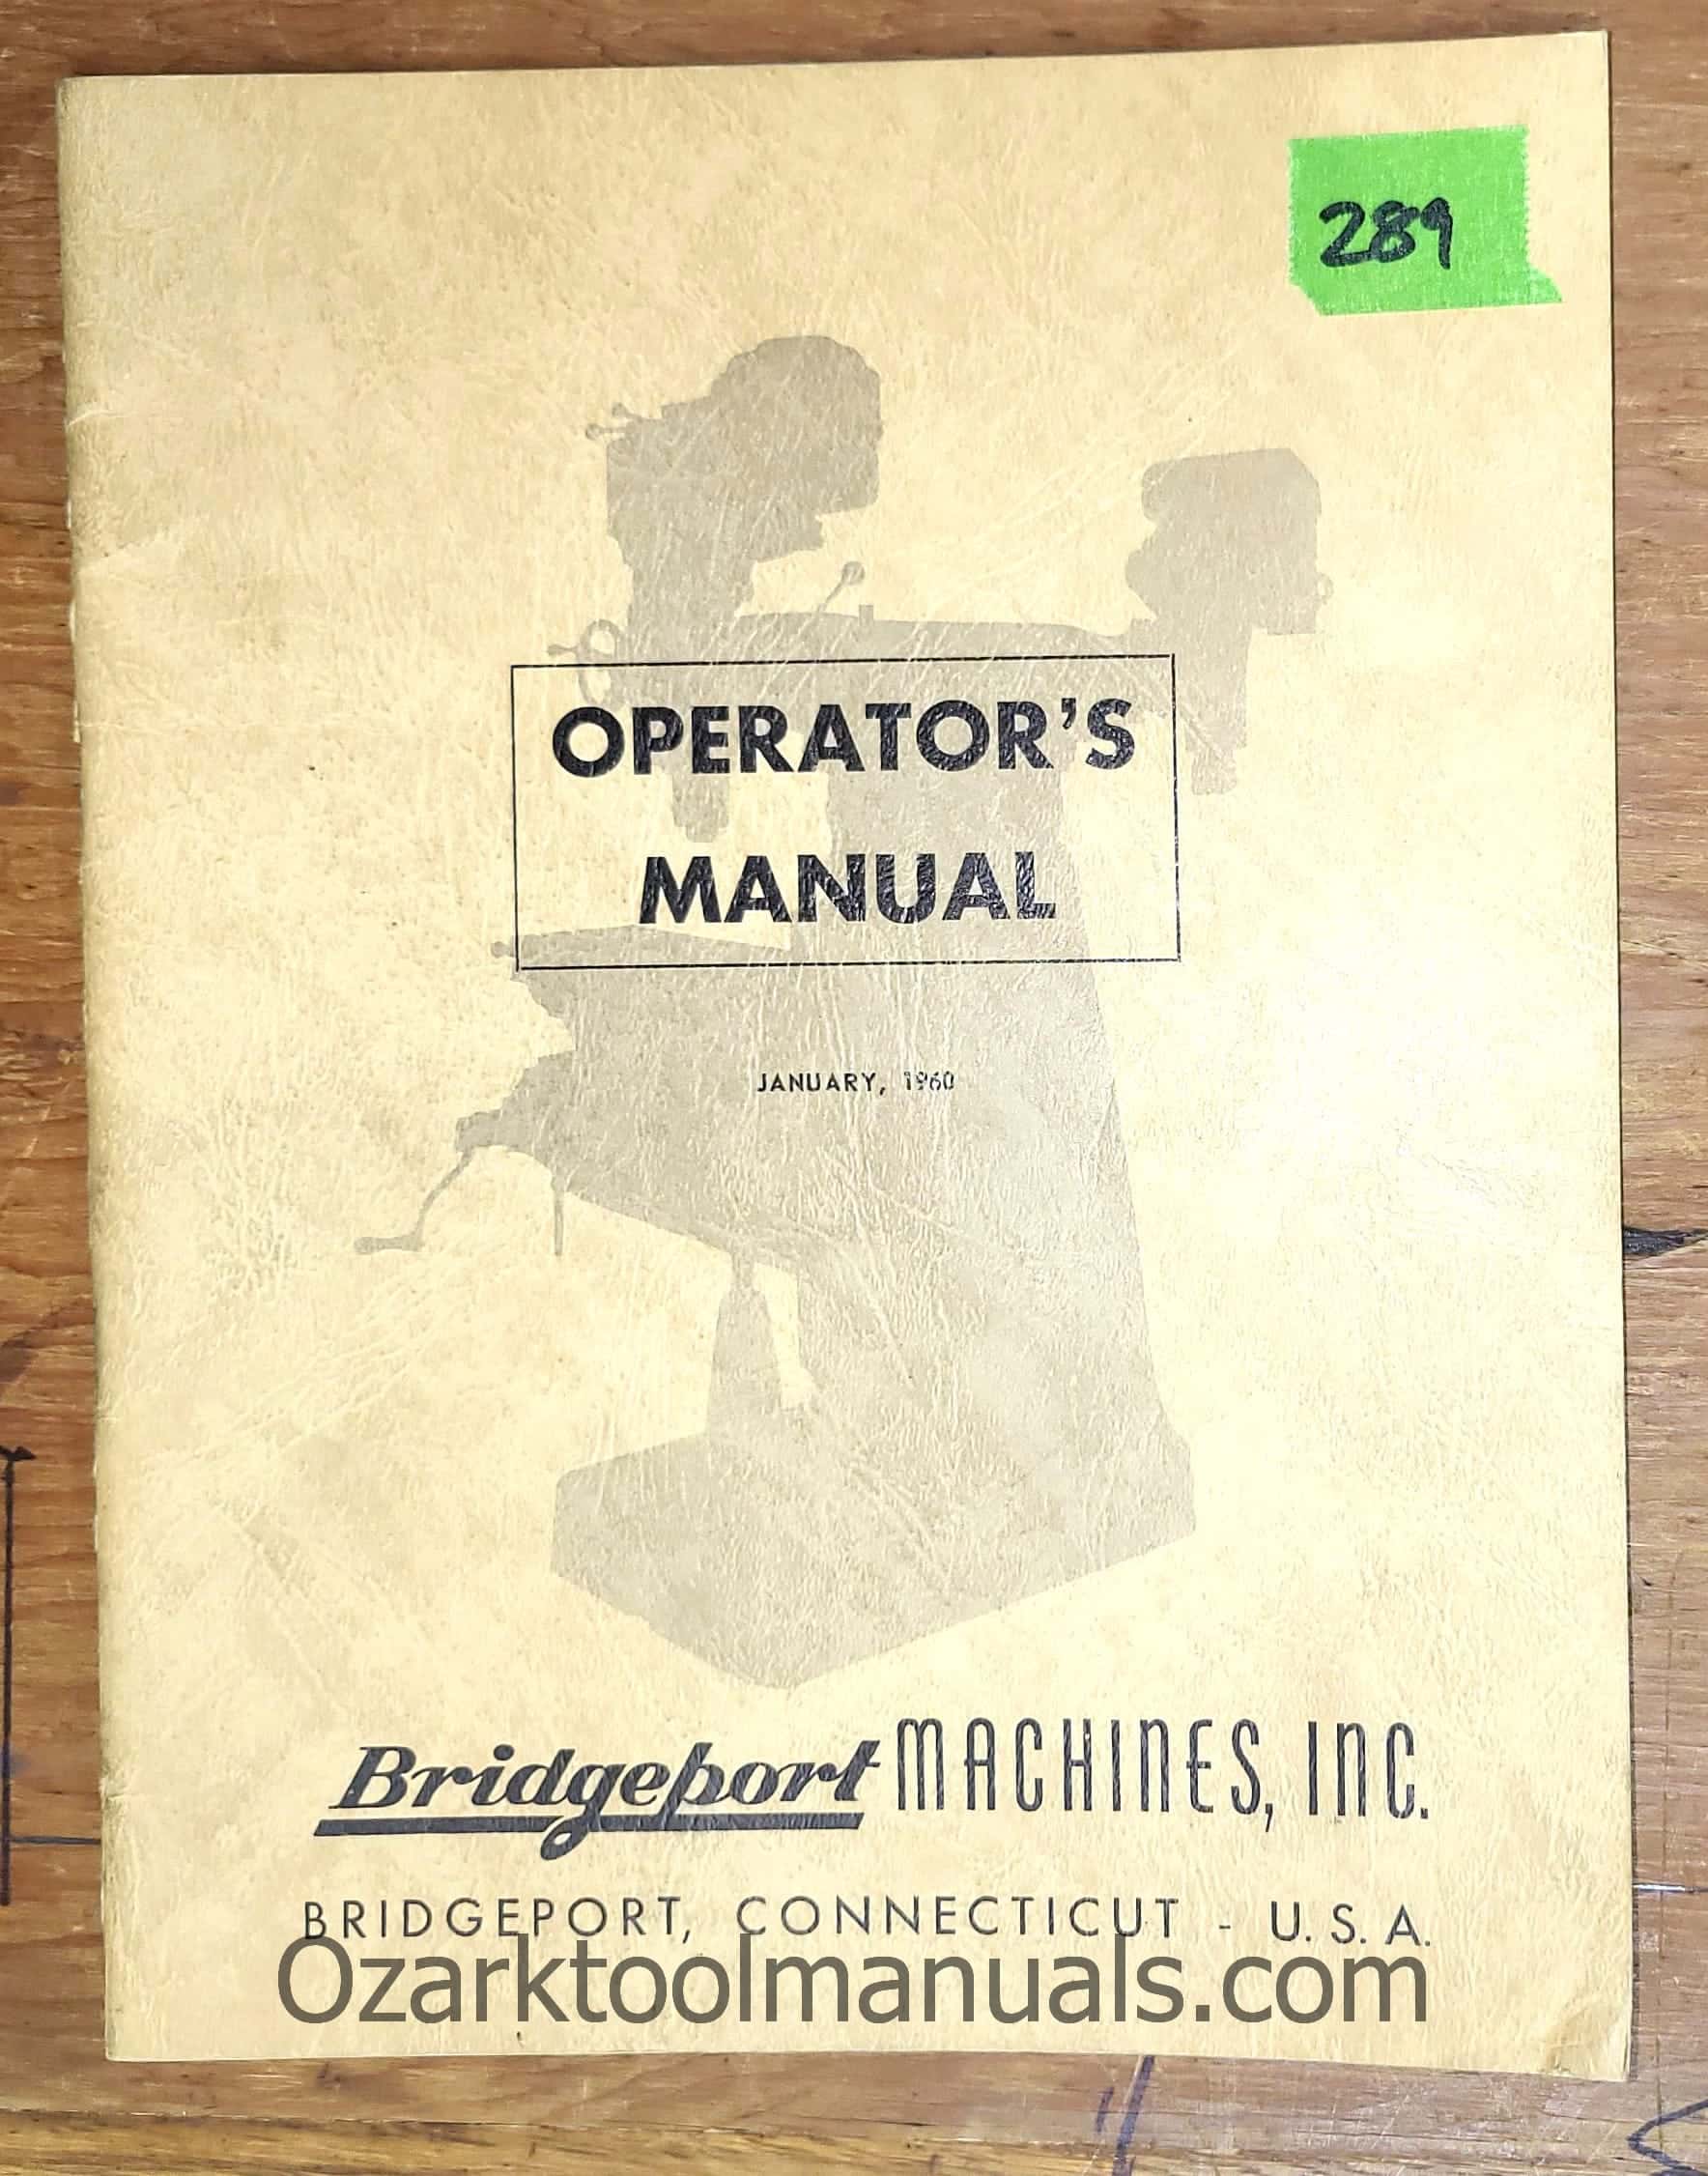 289
OPERATOR'S
MANUAL
JANUARY, 1960
Bridgeport MACHINES, INC.
BRIDGEPORT, CONNECTICUT - U. S. A.
Ozarktoolmanuals.com